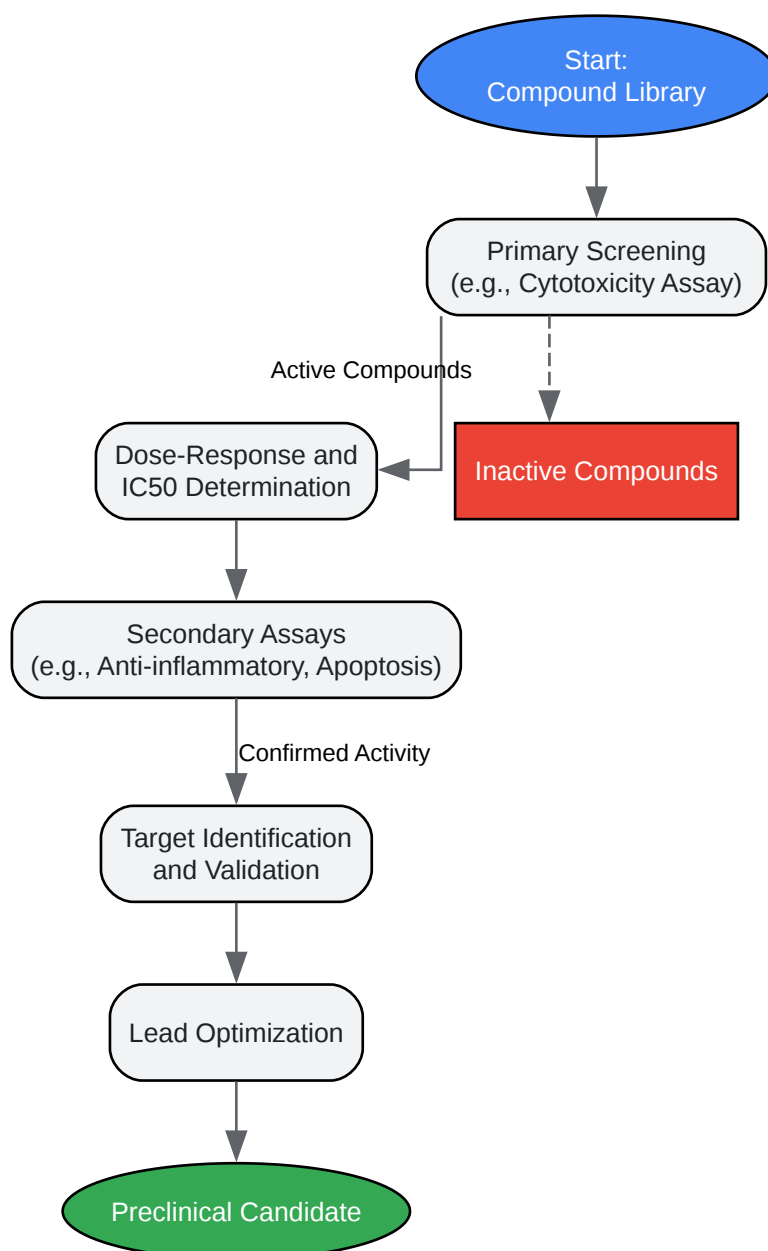 Start:
Compound Library
Primary Screening
(e.g., Cytotoxicity Assay)
Active Compounds
Dose-Response and
IC50 Determination
Inactive Compounds
Secondary Assays
(e.g., Anti-inflammatory, Apoptosis)
Confirmed Activity
Target Identification
and Validation
Lead Optimization
Preclinical Candidate